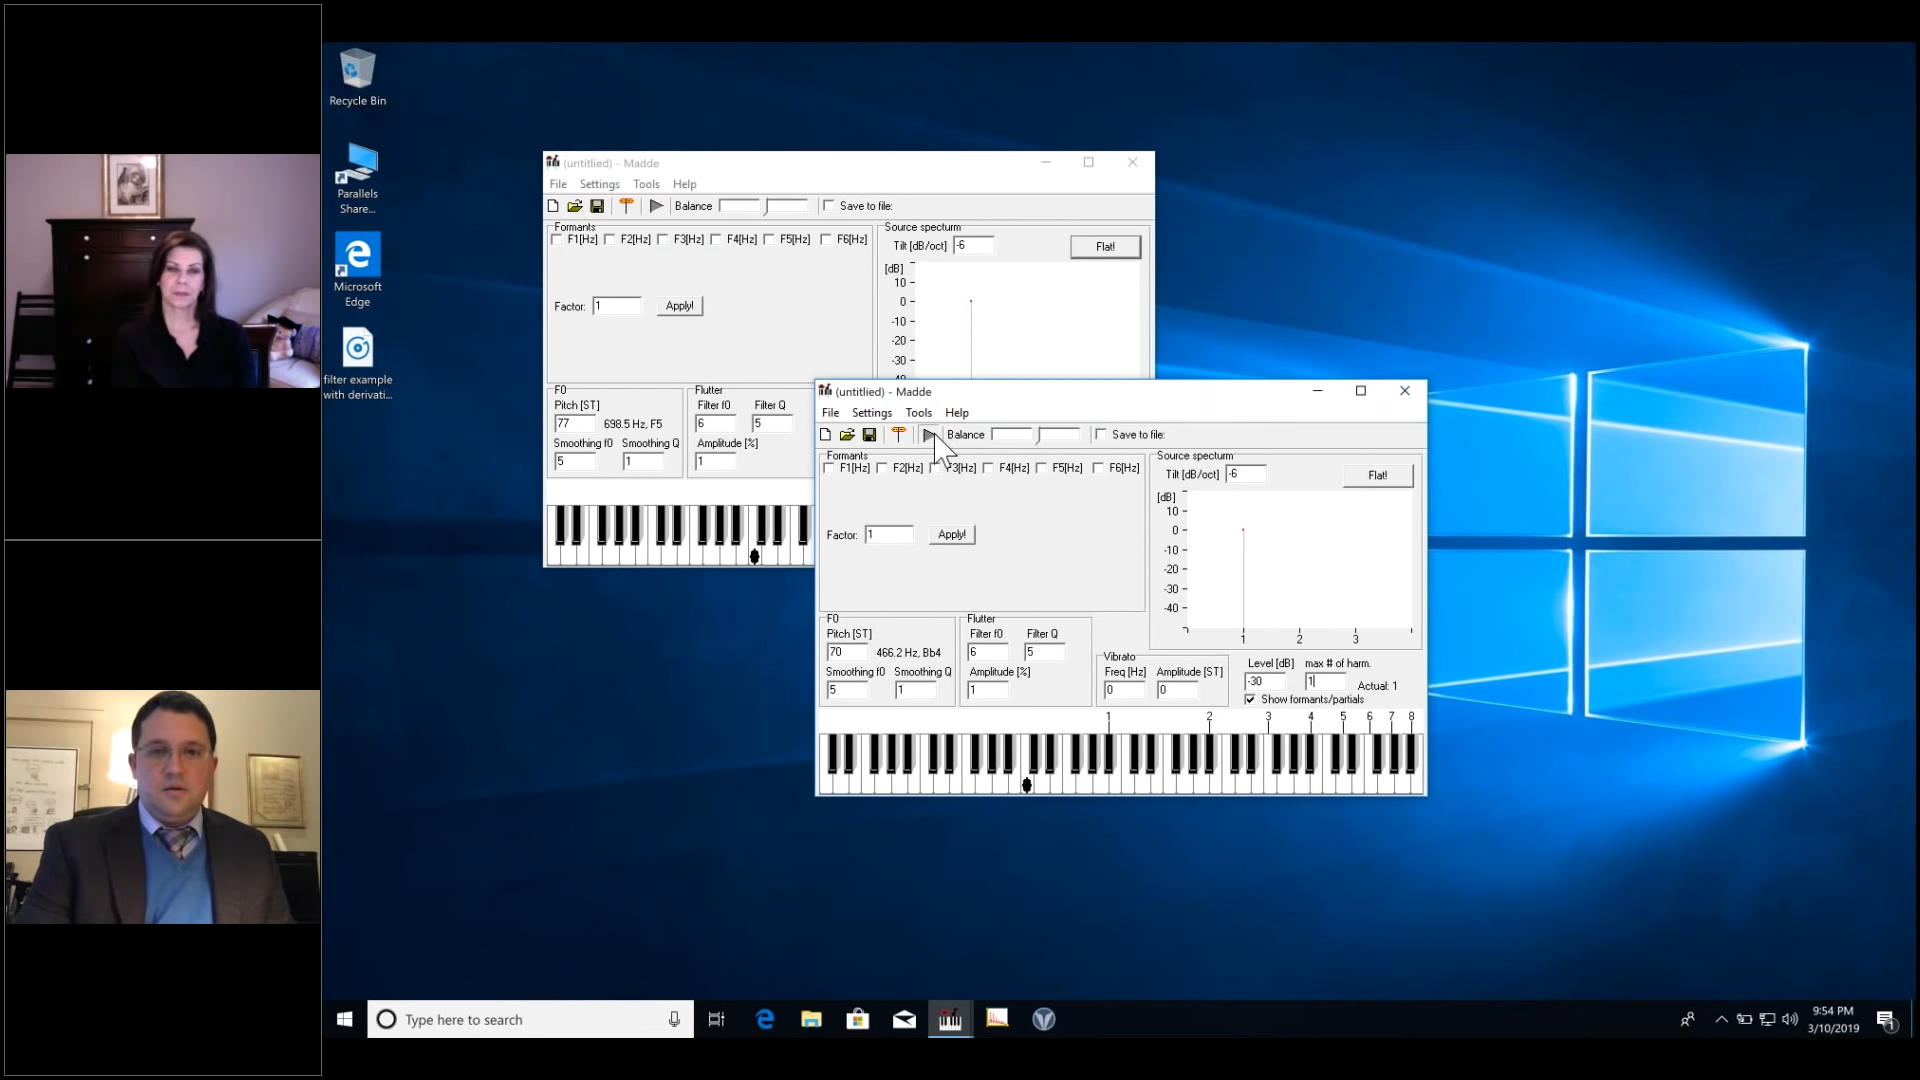 Recycle Bin
Parallels
Share...
Microsoft
Edge
filter example
with derivati...
(untitlied) - Madde
File Settings Tools Help
Balance Save to file:
Formants
F1[Hz] F2[Hz] F3[Hz] F4[Hz] F5[Hz] F6[Hz]
Factor: 1 Apply!
Source specturm
Tilt [dB/oct] -6 Flat!
[dB]
10
0
-10
-20
-30
-40
F0
Pitch [ST]
77 698.5 Hz, F5
Smoothing f0 Smoothing Q
5 1
Flutter
Filter f0 Filter Q
6 5
Amplitude [%]
1
(untitlied) - Madde
File Settings Tools Help
Balance Save to file:
Formants
F1[Hz] F2[Hz] F3[Hz] F4[Hz] F5[Hz] F6[Hz]
Factor: 1 Apply!
Source specturm
Tilt [dB/oct] -6 Flat!
[dB]
10
0
-10
-20
-30
-40
1 2 3
F0
Pitch [ST]
70 466.2 Hz, Bb4
Smoothing f0 Smoothing Q
5 1
Flutter
Filter f0 Filter Q
6 5
Amplitude [%]
1
Vibrato
Freq [Hz] Amplitude [ST]
0 0
Level [dB] max # of harm.
-30 1 Actual: 1
Show formants/partials
1 2 3 4 5 6 7 8
Type here to search
9:54 PM
3/10/2019
1